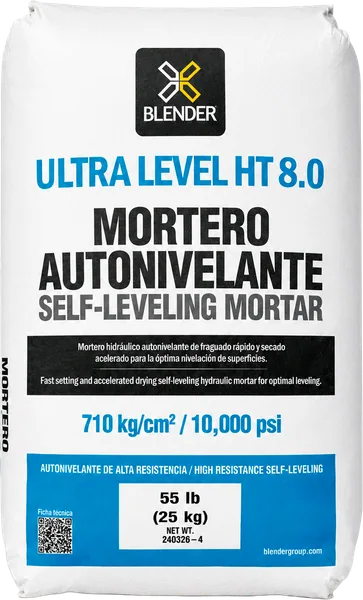 BLENDER®
ULTRA LEVEL HT 8.0
MORTERO
AUTONIVELANTE
SELF-LEVELING MORTAR
Mortero hidráulico autonivelante de fraguado rápido y secado
acelerado para la óptima nivelación de superficies.
Fast setting and accelerated drying self-leveling hydraulic mortar for optimal leveling.
710 kg/cm² / 10,000 psi
MORTERO
AUTONIVELANTE DE ALTA RESISTENCIA / HIGH RESISTANCE SELF-LEVELING
Ficha técnica
55 lb
(25 kg)
NET WT.
240326–4
blendergroup.com